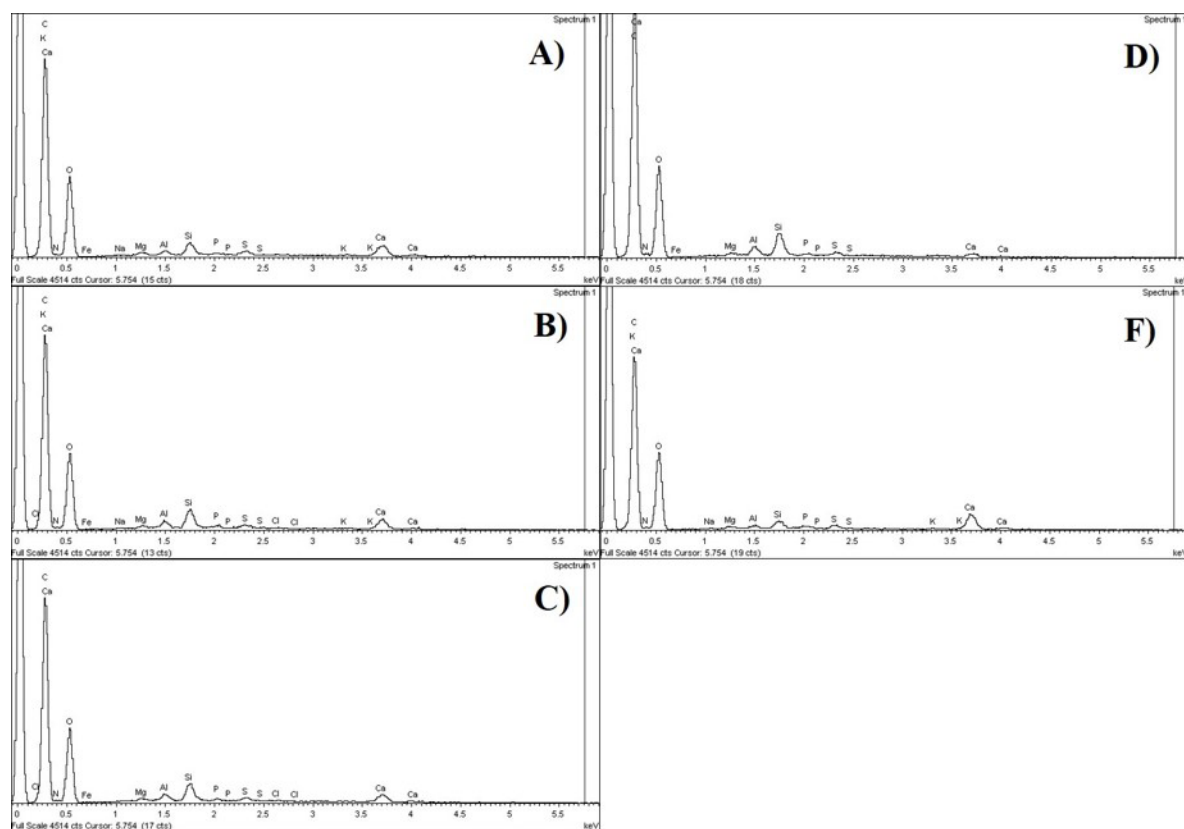 Spectrum 1
A)
C
K
Ca
O
N Fe Na Mg Al Si P P S S K K Ca Ca
0 0.5 1 1.5 2 2.5 3 3.5 4 4.5 5 5.5
Full Scale 4514 cts Cursor: 5.754 (15 cts) keV
Spectrum 1
B)
C
K
Ca
O
N Fe Na Mg Al Si P P S S Cl Cl K K Ca Ca
0 0.5 1 1.5 2 2.5 3 3.5 4 4.5 5 5.5
Full Scale 4514 cts Cursor: 5.754 (13 cts) keV
Spectrum 1
C)
C
Ca
O
N Fe Mg Al Si P P S S Cl Cl Ca Ca
0 0.5 1 1.5 2 2.5 3 3.5 4 4.5 5 5.5
Full Scale 4514 cts Cursor: 5.754 (17 cts) keV
Spectrum 1
D)
Ca
O
N Fe Mg Al Si P P S S Ca Ca
0 0.5 1 1.5 2 2.5 3 3.5 4 4.5 5 5.5
Full Scale 4514 cts Cursor: 5.754 (18 cts) keV
Spectrum 1
F)
C
K
Ca
O
N Na Mg Al Si P P S S K K Ca Ca
0 0.5 1 1.5 2 2.5 3 3.5 4 4.5 5 5.5
Full Scale 4514 cts Cursor: 5.754 (19 cts) keV